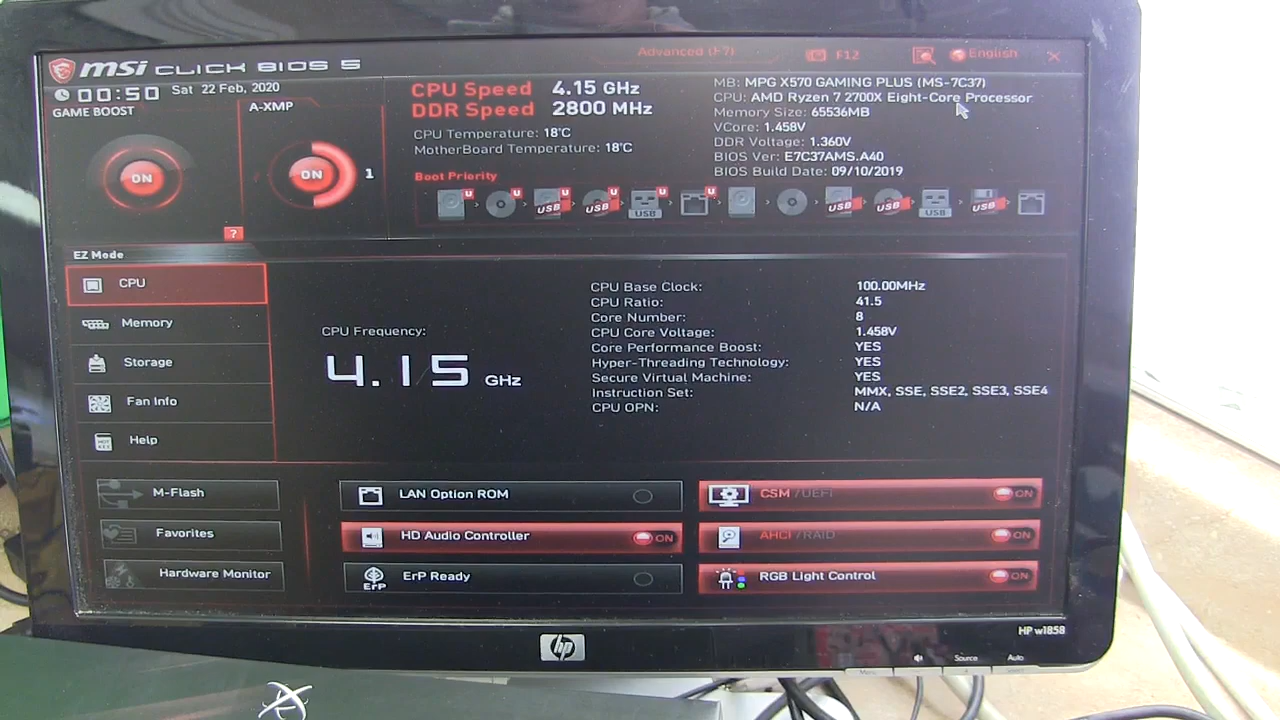 msi CLICK BIOS 5
Advanced (F7)
F12
English
X
00:50 Sat 22 Feb, 2020
GAME BOOST
A-XMP
ON
ON
1
?
CPU Speed 4.15 GHz
DDR Speed 2800 MHz
CPU Temperature: 18°C
MotherBoard Temperature: 18°C
MB: MPG X570 GAMING PLUS (MS-7C37)
CPU: AMD Ryzen 7 2700X Eight-Core Processor
Memory Size: 65536MB
VCore: 1.458V
DDR Voltage: 1.360V
BIOS Ver: E7C37AMS.A40
BIOS Build Date: 09/10/2019
Boot Priority
U U U U U U
USB USB USB USB USB USB USB
EZ Mode
CPU
Memory
Storage
Fan Info
Help
CPU Frequency:
4.15 GHz
CPU Base Clock: 100.00MHz
CPU Ratio: 41.5
Core Number: 8
CPU Core Voltage: 1.458V
Core Performance Boost: YES
Hyper-Threading Technology: YES
Secure Virtual Machine: YES
Instruction Set: MMX, SSE, SSE2, SSE3, SSE4
CPU OPN: N/A
M-Flash
Favorites
Hardware Monitor
LAN Option ROM
HD Audio Controller ON
ErP ErP Ready
CSM /UEFI ON
AHCI /RAID ON
RGB Light Control ON
HP w1858
hp
Menu
Source
Auto